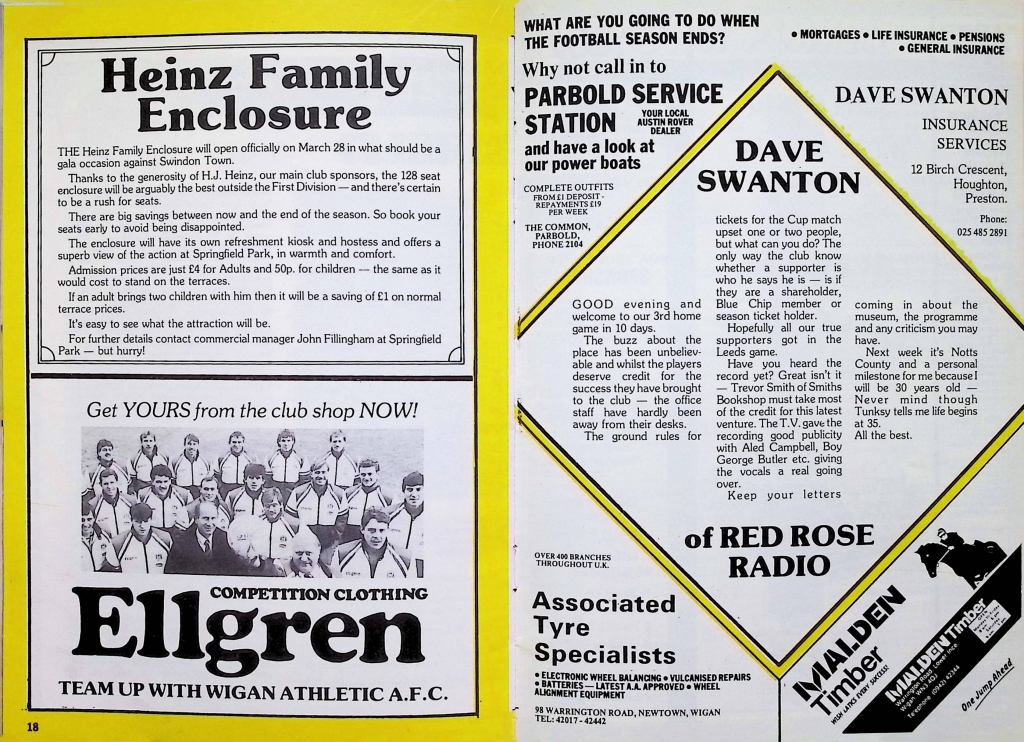 Heinz Family
Enclosure
THE Heinz Family Enclosure will open officially on March 28 in what should be a
gala occasion against Swindon Town.
Thanks to the generosity of H.J. Heinz, our main club sponsors, the 128 seat
enclosure will be arguably the best outside the First Division — and there's certain
to be a rush for seats.
There are big savings between now and the end of the season. So book your
seats early to avoid being disappointed.
The enclosure will have its own refreshment kiosk and hostess and offers a
superb view of the action at Springfield Park, in warmth and comfort.
Admission prices are just £4 for Adults and 50p. for children — the same as it
would cost to stand on the terraces.
If an adult brings two children with him then it will be a saving of £1 on normal
terrace prices.
It's easy to see what the attraction will be.
For further details contact commercial manager John Fillingham at Springfield
Park — but hurry!
Get YOURS from the club shop NOW!
COMPETITION CLOTHING
Ellgren
TEAM UP WITH WIGAN ATHLETIC A.F.C.
18
WHAT ARE YOU GOING TO DO WHEN
THE FOOTBALL SEASON ENDS?
Why not call in to
PARBOLD SERVICE
STATION
YOUR LOCAL
AUSTIN ROVER
DEALER
and have a look at
our power boats
COMPLETE OUTFITS
FROM £1 DEPOSIT -
REPAYMENTS £19
PER WEEK
THE COMMON,
PARBOLD,
PHONE 2104
• MORTGAGES • LIFE INSURANCE • PENSIONS
• GENERAL INSURANCE
DAVE SWANTON
INSURANCE
SERVICES
12 Birch Crescent,
Houghton,
Preston.
Phone:
025 485 2891
DAVE
SWANTON
GOOD evening and
welcome to our 3rd home
game in 10 days.
The buzz about the
place has been unbeliev-
able and whilst the players
deserve credit for the
success they have brought
to the club — the office
staff have hardly been
away from their desks.
The ground rules for
tickets for the Cup match
upset one or two people,
but what can you do? The
only way the club know
whether a supporter is
who he says he is — is if
they are a shareholder,
Blue Chip member or
season ticket holder.
Hopefully all our true
supporters got in the
Leeds game.
Have you heard the
record yet? Great isn't it
— Trevor Smith of Smiths
Bookshop must take most
of the credit for this latest
venture. The T.V. gave the
recording good publicity
with Aled Campbell, Boy
George Butler etc. giving
the vocals a real going
over.
Keep your letters
coming in about the
museum, the programme
and any criticism you may
have.
Next week it's Notts
County and a personal
milestone for me because I
will be 30 years old —
Never mind though
Tunksy tells me life begins
at 35.
All the best.
of RED ROSE
RADIO
OVER 400 BRANCHES
THROUGHOUT U.K.
Associated
Tyre
Specialists
• ELECTRONIC WHEEL BALANCING • VULCANISED REPAIRS
• BATTERIES — LATEST A.A. APPROVED • WHEEL
ALIGNMENT EQUIPMENT
98 WARRINGTON ROAD, NEWTOWN, WIGAN
TEL: 42017 - 42442
MALDEN
Timber
WISH LATICS EVERY SUCCESS!
MALDEN Timber
Warrington Road, Lower Ince
Telephone (0942) 42344
One Jump Ahead